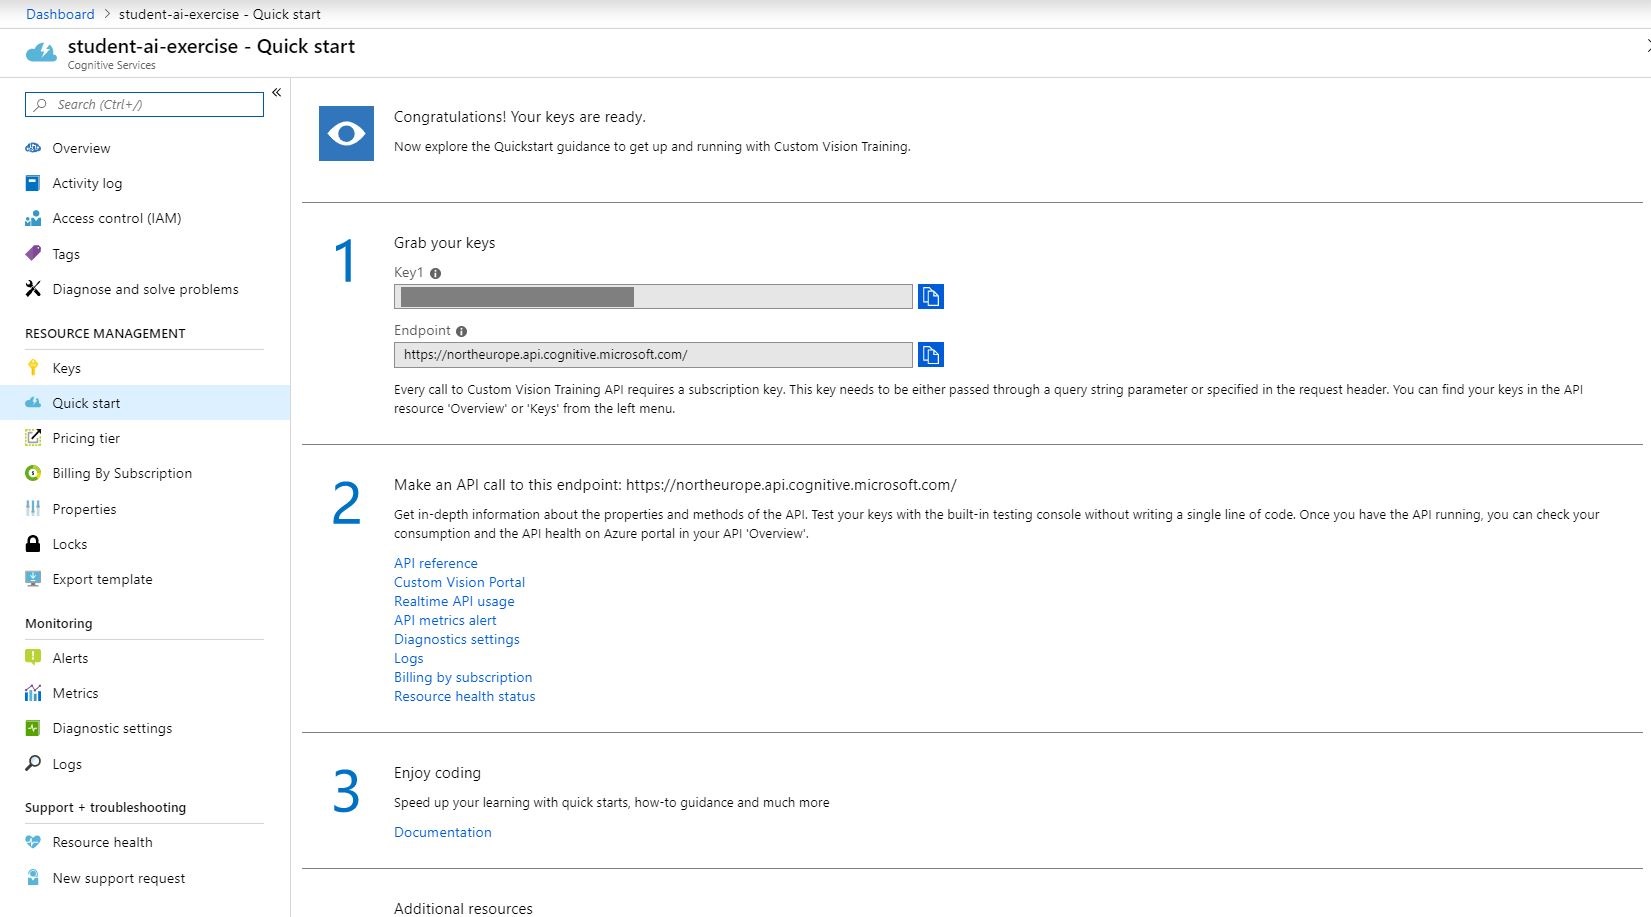 Dashboard > student-ai-exercise - Quick start
student-ai-exercise - Quick start
Cognitive Services
Search (Ctrl+/)
Overview
Activity log
Access control (IAM)
Tags
Diagnose and solve problems
RESOURCE MANAGEMENT
Keys
Quick start
Pricing tier
Billing By Subscription
Properties
Locks
Export template
Monitoring
Alerts
Metrics
Diagnostic settings
Logs
Support + troubleshooting
Resource health
New support request
Congratulations! Your keys are ready.
Now explore the Quickstart guidance to get up and running with Custom Vision Training.
1
Grab your keys
Key1
Endpoint
https://northeurope.api.cognitive.microsoft.com/
Every call to Custom Vision Training API requires a subscription key. This key needs to be either passed through a query string parameter or specified in the request header. You can find your keys in the API
resource 'Overview' or 'Keys' from the left menu.
2
Make an API call to this endpoint: https://northeurope.api.cognitive.microsoft.com/
Get in-depth information about the properties and methods of the API. Test your keys with the built-in testing console without writing a single line of code. Once you have the API running, you can check your
consumption and the API health on Azure portal in your API 'Overview'.
API reference
Custom Vision Portal
Realtime API usage
API metrics alert
Diagnostics settings
Logs
Billing by subscription
Resource health status
3
Enjoy coding
Speed up your learning with quick starts, how-to guidance and much more
Documentation
Additional resources